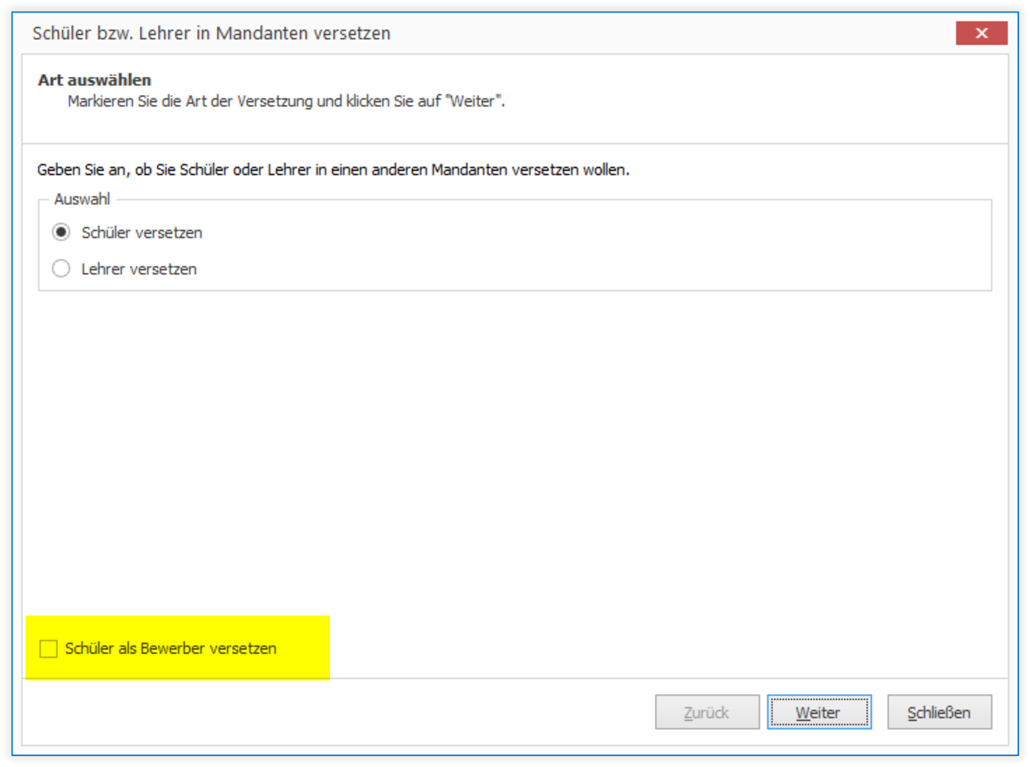 Schüler bzw. Lehrer in Mandanten versetzen
Art auswählen
Markieren Sie die Art der Versetzung und klicken Sie auf "Weiter".
Geben Sie an, ob Sie Schüler oder Lehrer in einen anderen Mandanten versetzen wollen.
Auswahl
Schüler versetzen
Lehrer versetzen
Schüler als Bewerber versetzen
Zurück Weiter Schließen